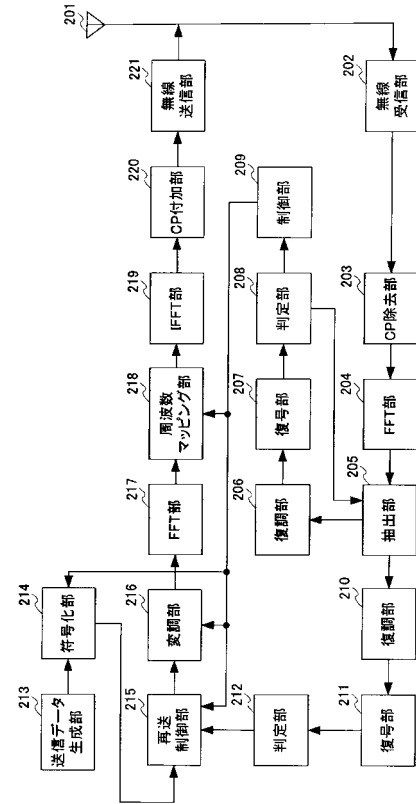 201
221
無線
送信部
202
無線
受信部
220
CP付加部
209
制御部
219
IFFT部
208
判定部
203
CP除去部
218
周波数
マッピング部
207
復号部
204
FFT部
217
FFT部
206
復調部
205
抽出部
214
符号化部
216
変調部
210
復調部
213
送信データ
生成部
215
再送
制御部
212
判定部
211
復号部